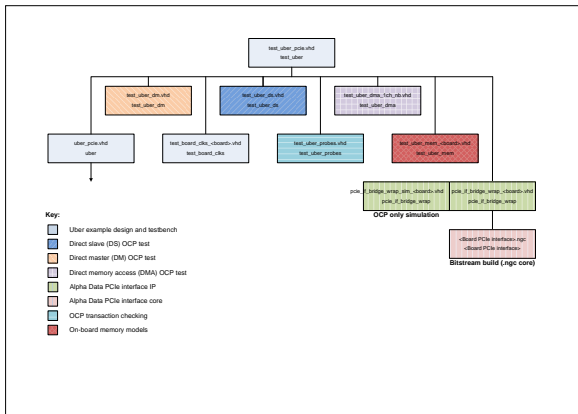 test_uber_pcie.vhd
test_uber
test_uber_dm.vhd
test_uber_dm
test_uber_ds.vhd
test_uber_ds
test_uber_dma_1ch_nb.vhd
test_uber_dma
uber_pcie.vhd
uber
test_board_clks_<board>.vhd
test_board_clks
test_uber_probes.vhd
test_uber_probes
test_uber_mem_<board>.vhd
test_uber_mem
pcie_if_bridge_wrap_sim_<board>.vhd
pcie_if_bridge_wrap
pcie_if_bridge_wrap_<board>.vhd
pcie_if_bridge_wrap
OCP only simulation
<Board PCIe interface>.ngc
<Board PCIe interface>
Bitstream build (.ngc core)
Key:
Uber example design and testbench
Direct slave (DS) OCP test
Direct master (DM) OCP test
Direct memory access (DMA) OCP test
Alpha Data PCIe interface IP
Alpha Data PCIe interface core
OCP transaction checking
On-board memory models